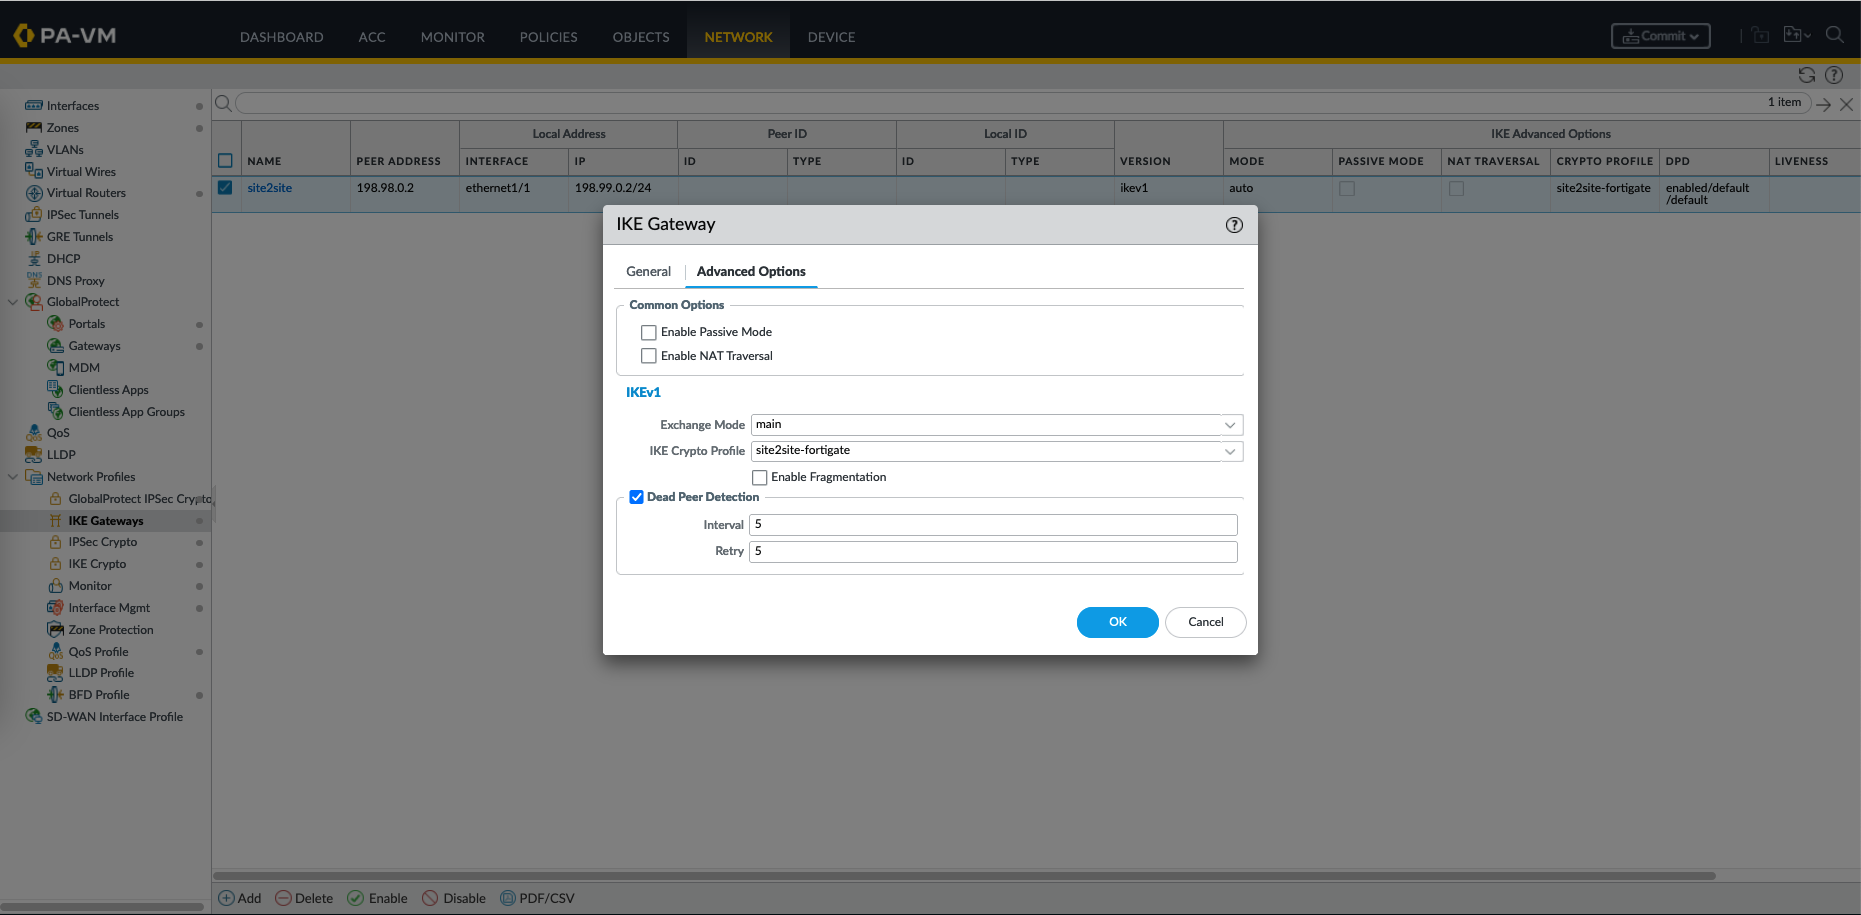 PA-VM
DASHBOARD ACC MONITOR POLICIES OBJECTS NETWORK DEVICE
Commit
1 item
Interfaces
Zones
VLANs
Virtual Wires
Virtual Routers
IPSec Tunnels
GRE Tunnels
DHCP
DNS Proxy
GlobalProtect
Portals
Gateways
MDM
Clientless Apps
Clientless App Groups
QoS
LLDP
Network Profiles
GlobalProtect IPSec Crypto
IKE Gateways
IPSec Crypto
IKE Crypto
Monitor
Interface Mgmt
Zone Protection
QoS Profile
LLDP Profile
BFD Profile
SD-WAN Interface Profile
Local Address Peer ID Local ID IKE Advanced Options
NAME PEER ADDRESS INTERFACE IP ID TYPE ID TYPE VERSION MODE PASSIVE MODE NAT TRAVERSAL CRYPTO PROFILE DPD LIVENESS
site2site 198.98.0.2 ethernet1/1 198.99.0.2/24 ikev1 auto site2site-fortigate enabled/default
/default
IKE Gateway
General Advanced Options
Common Options
Enable Passive Mode
Enable NAT Traversal
IKEv1
Exchange Mode main
IKE Crypto Profile site2site-fortigate
Enable Fragmentation
Dead Peer Detection
Interval 5
Retry 5
OK Cancel
Add Delete Enable Disable PDF/CSV